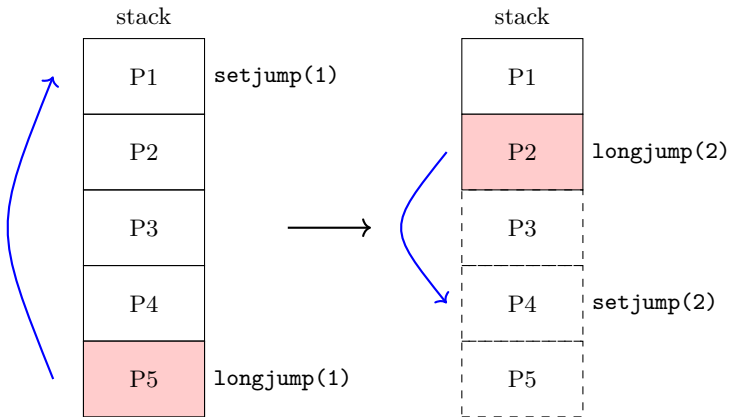 stack
P1 setjump(1)
P2
P3
P4
P5 longjump(1)
stack
P1
P2 longjump(2)
P3
P4 setjump(2)
P5